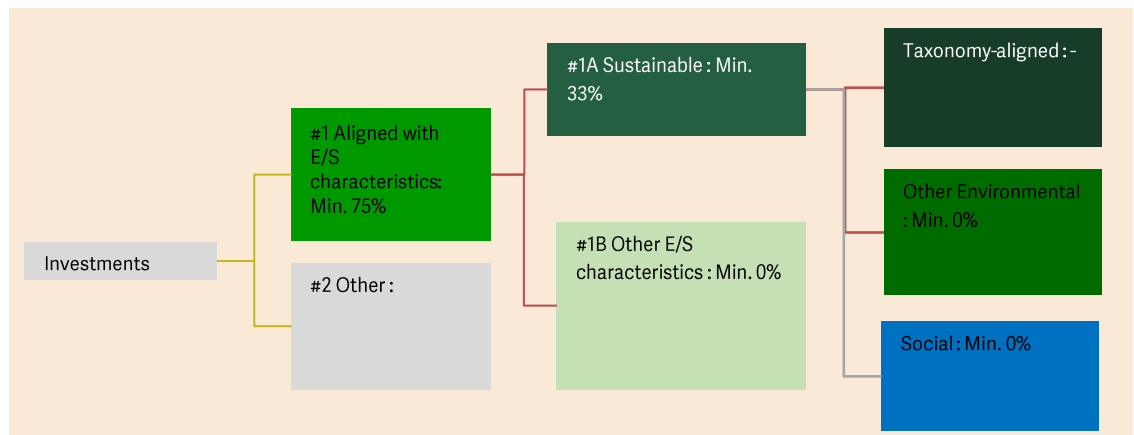 Investments
#1 Aligned with
E/S
characteristics:
Min. 75%
#2 Other :
#1A Sustainable : Min.
33%
#1B Other E/S
characteristics : Min. 0%
Taxonomy-aligned : -
Other Environmental
: Min. 0%
Social : Min. 0%